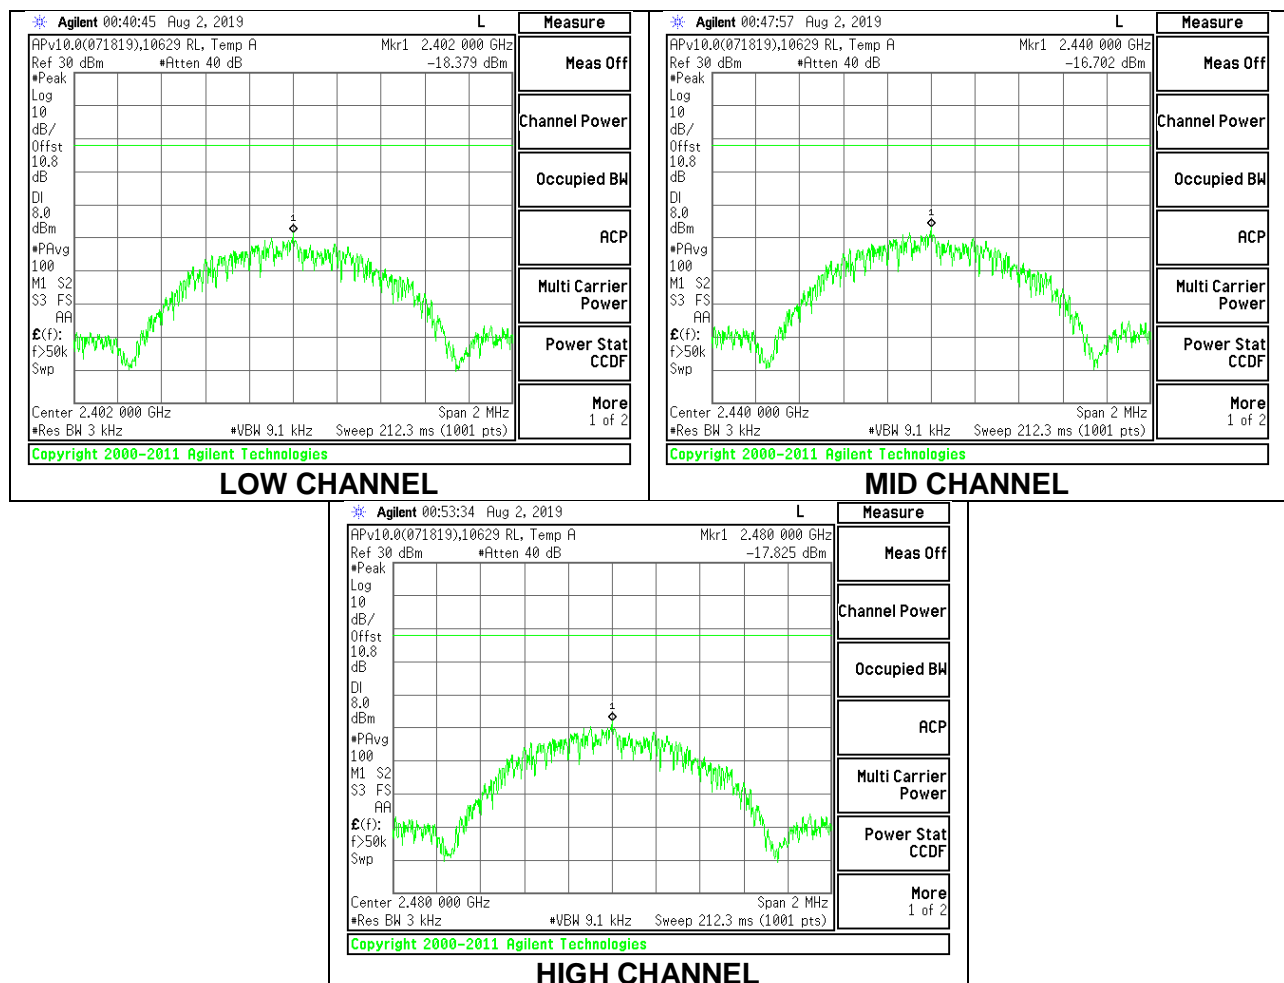 Agilent 00:40:45 Aug 2, 2019 L Measure
APv10.0(071819),10629 RL, Temp A Mkr1 2.402 000 GHz
Ref 30 dBm #Atten 40 dB -18.379 dBm
#Peak
Log
10
dB/
Offst
10.8
dB
DI
8.0
dBm
#PAvg
100
M1 S2
S3 FS
AA
£(f):
f>50k
Swp
1
Center 2.402 000 GHz Span 2 MHz
#Res BW 3 kHz #VBW 9.1 kHz Sweep 212.3 ms (1001 pts)
Copyright 2000-2011 Agilent Technologies
Meas Off
Channel Power
Occupied BW
ACP
Multi Carrier
Power
Power Stat
CCDF
More
1 of 2
LOW CHANNEL
Agilent 00:47:57 Aug 2, 2019 L Measure
APv10.0(071819),10629 RL, Temp A Mkr1 2.440 000 GHz
Ref 30 dBm #Atten 40 dB -16.702 dBm
#Peak
Log
10
dB/
Offst
10.8
dB
DI
8.0
dBm
#PAvg
100
M1 S2
S3 FS
AA
£(f):
f>50k
Swp
1
Center 2.440 000 GHz Span 2 MHz
#Res BW 3 kHz #VBW 9.1 kHz Sweep 212.3 ms (1001 pts)
Copyright 2000-2011 Agilent Technologies
Meas Off
Channel Power
Occupied BW
ACP
Multi Carrier
Power
Power Stat
CCDF
More
1 of 2
MID CHANNEL
Agilent 00:53:34 Aug 2, 2019 L Measure
APv10.0(071819),10629 RL, Temp A Mkr1 2.480 000 GHz
Ref 30 dBm #Atten 40 dB -17.825 dBm
#Peak
Log
10
dB/
Offst
10.8
dB
DI
8.0
dBm
#PAvg
100
M1 S2
S3 FS
AA
£(f):
f>50k
Swp
1
Center 2.480 000 GHz Span 2 MHz
#Res BW 3 kHz #VBW 9.1 kHz Sweep 212.3 ms (1001 pts)
Copyright 2000-2011 Agilent Technologies
Meas Off
Channel Power
Occupied BW
ACP
Multi Carrier
Power
Power Stat
CCDF
More
1 of 2
HIGH CHANNEL